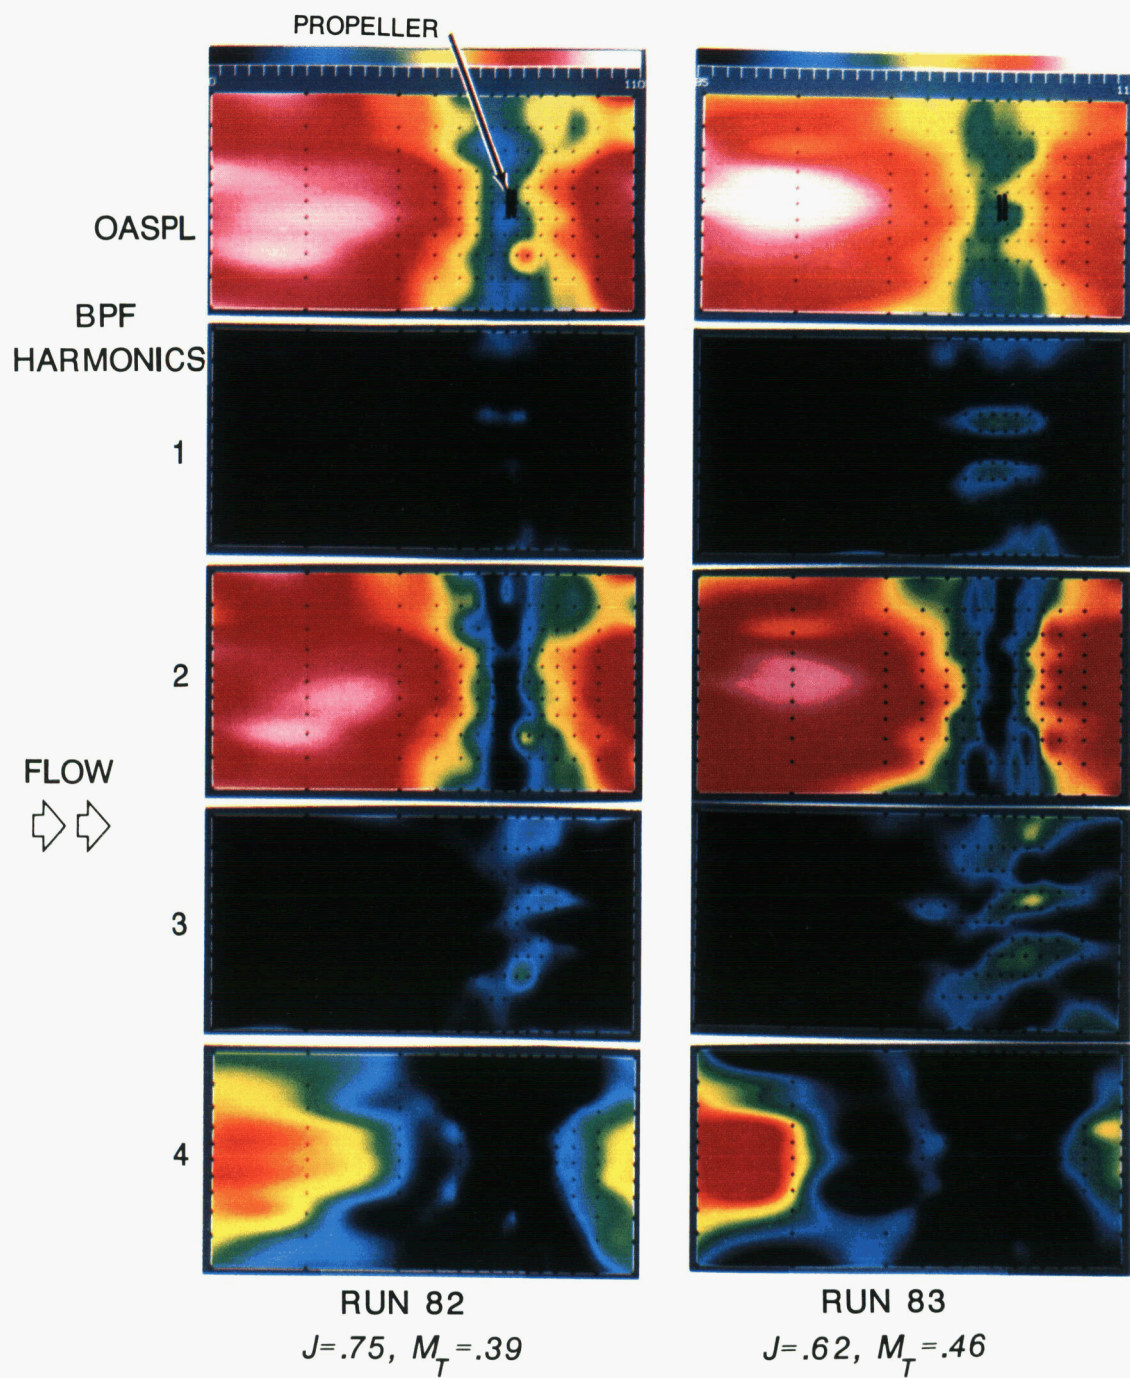 PROPELLER
110
OASPL
BPF
HARMONICS
1
2
FLOW
3
4
RUN 82
J=.75, M_T=.39
RUN 83
J=.62, M_T=.46